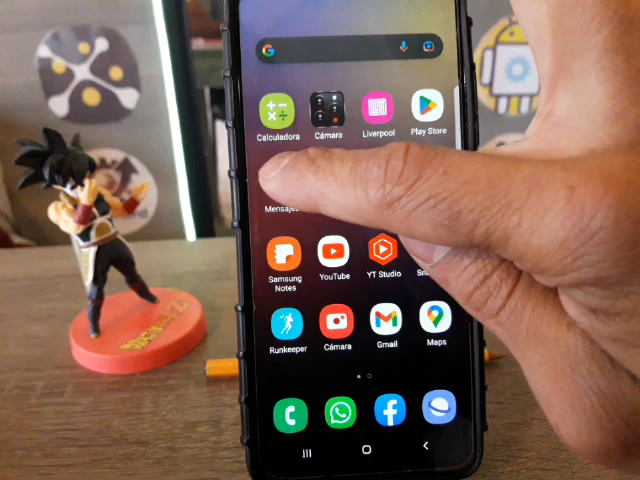 Calculadora
Cámara
Liverpool
Play Store
Mensajes
Samsung
Notes
YouTube
YT Studio
Runkeeper
Cámara
Gmail
Maps